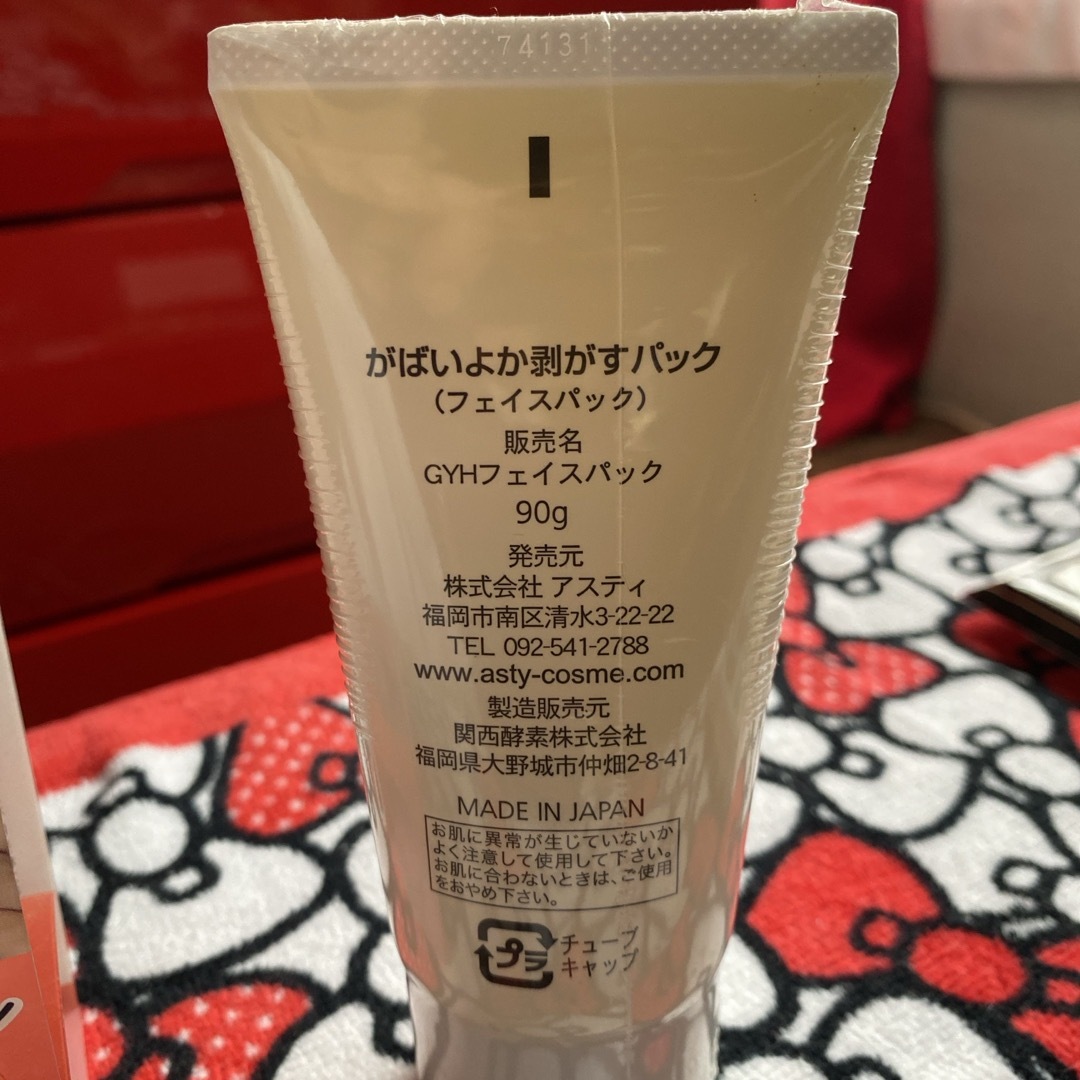 74131
がばいよか剥がすパック
（フェイスパック）
販売名
GYHフェイスパック
90g
発売元
株式会社 アスティ
福岡市南区清水3-22-22
TEL 092-541-2788
www.asty-cosme.com
製造販売元
関西酵素株式会社
福岡県大野城市仲畑2-8-41
MADE IN JAPAN
お肌に異常が生じていないか
よく注意して使用して下さい。
お肌に合わないときは、ご使用
をおやめ下さい。
プラ
チューブ
キャップ